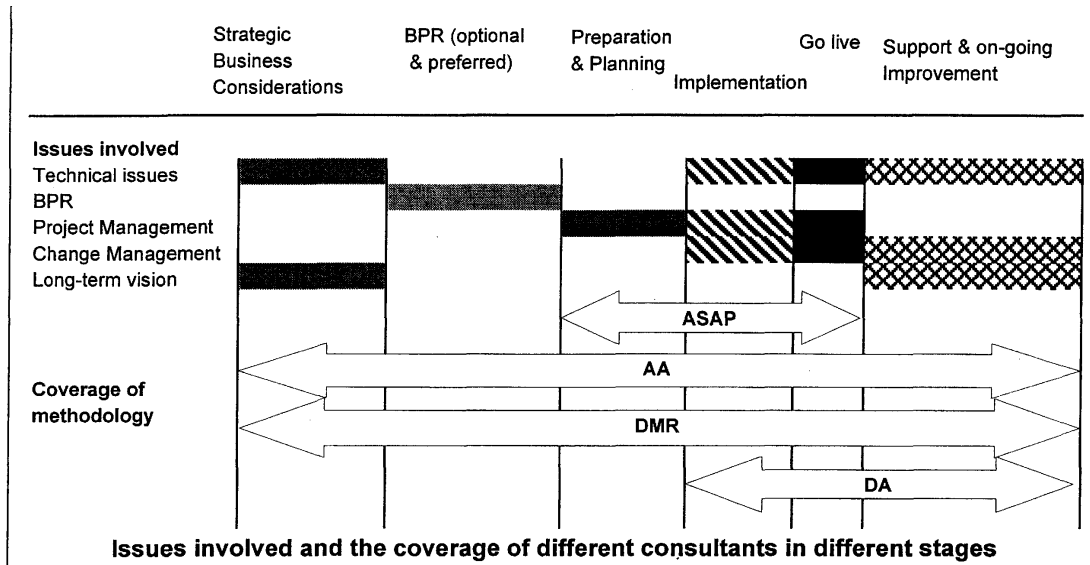 Strategic
Business
Considerations
BPR (optional
& preferred)
Preparation
& Planning
Implementation
Go live
Support & on-going
Improvement
Issues involved
Technical issues
BPR
Project Management
Change Management
Long-term vision
ASAP
AA
Coverage of
methodology
DMR
DA
Issues involved and the coverage of different consultants in different stages